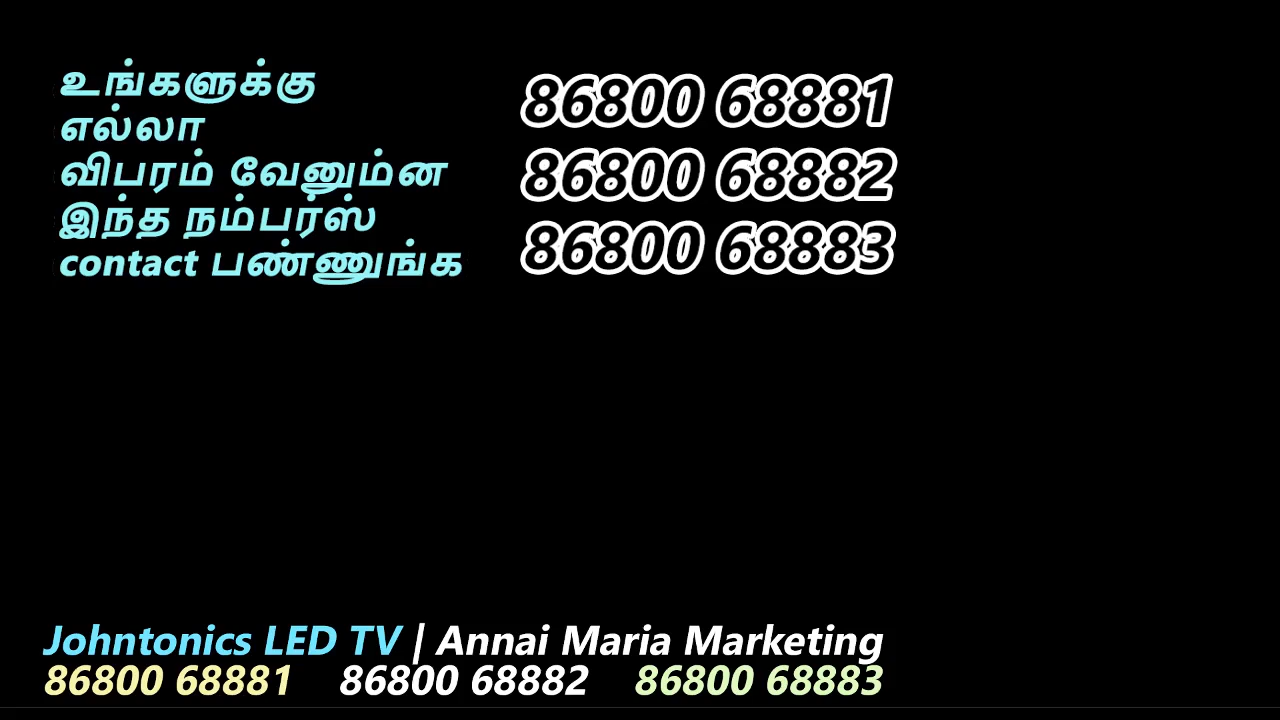 உங்களுக்கு
எல்லா
விபரம் வேனும்ன
இந்த நம்பர்ஸ்
contact பண்ணுங்க
86800 68881
86800 68882
86800 68883
Johntonics LED TV | Annai Maria Marketing
86800 68881 86800 68882 86800 68883